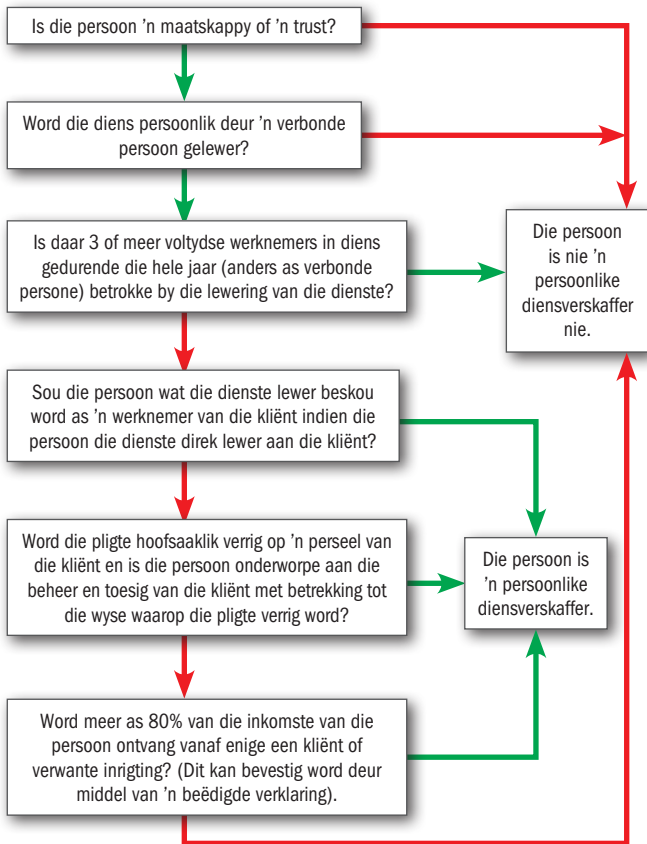 Is die persoon 'n maatskappy of 'n trust?
Word die diens persoonlik deur 'n verbonde
persoon gelewer?
Is daar 3 of meer voltydse werknemers in diens
gedurende die hele jaar (anders as verbonde
persone) betrokke by die lewering van die dienste?
Die persoon
is nie 'n
persoonlike
diensverskaffer
nie.
Sou die persoon wat die dienste lewer beskou
word as 'n werknemer van die kliënt indien die
persoon die dienste direk lewer aan die kliënt?
Word die pligte hoofsaaklik verrig op 'n perseel van
die kliënt en is die persoon onderworpe aan die
beheer en toesig van die kliënt met betrekking tot
die wyse waarop die pligte verrig word?
Die persoon is
'n persoonlike
diensverskaffer.
Word meer as 80% van die inkomste van die
persoon ontvang vanaf enige een kliënt of
verwante inrigting? (Dit kan bevestig word deur
middel van 'n beëdigde verklaring).